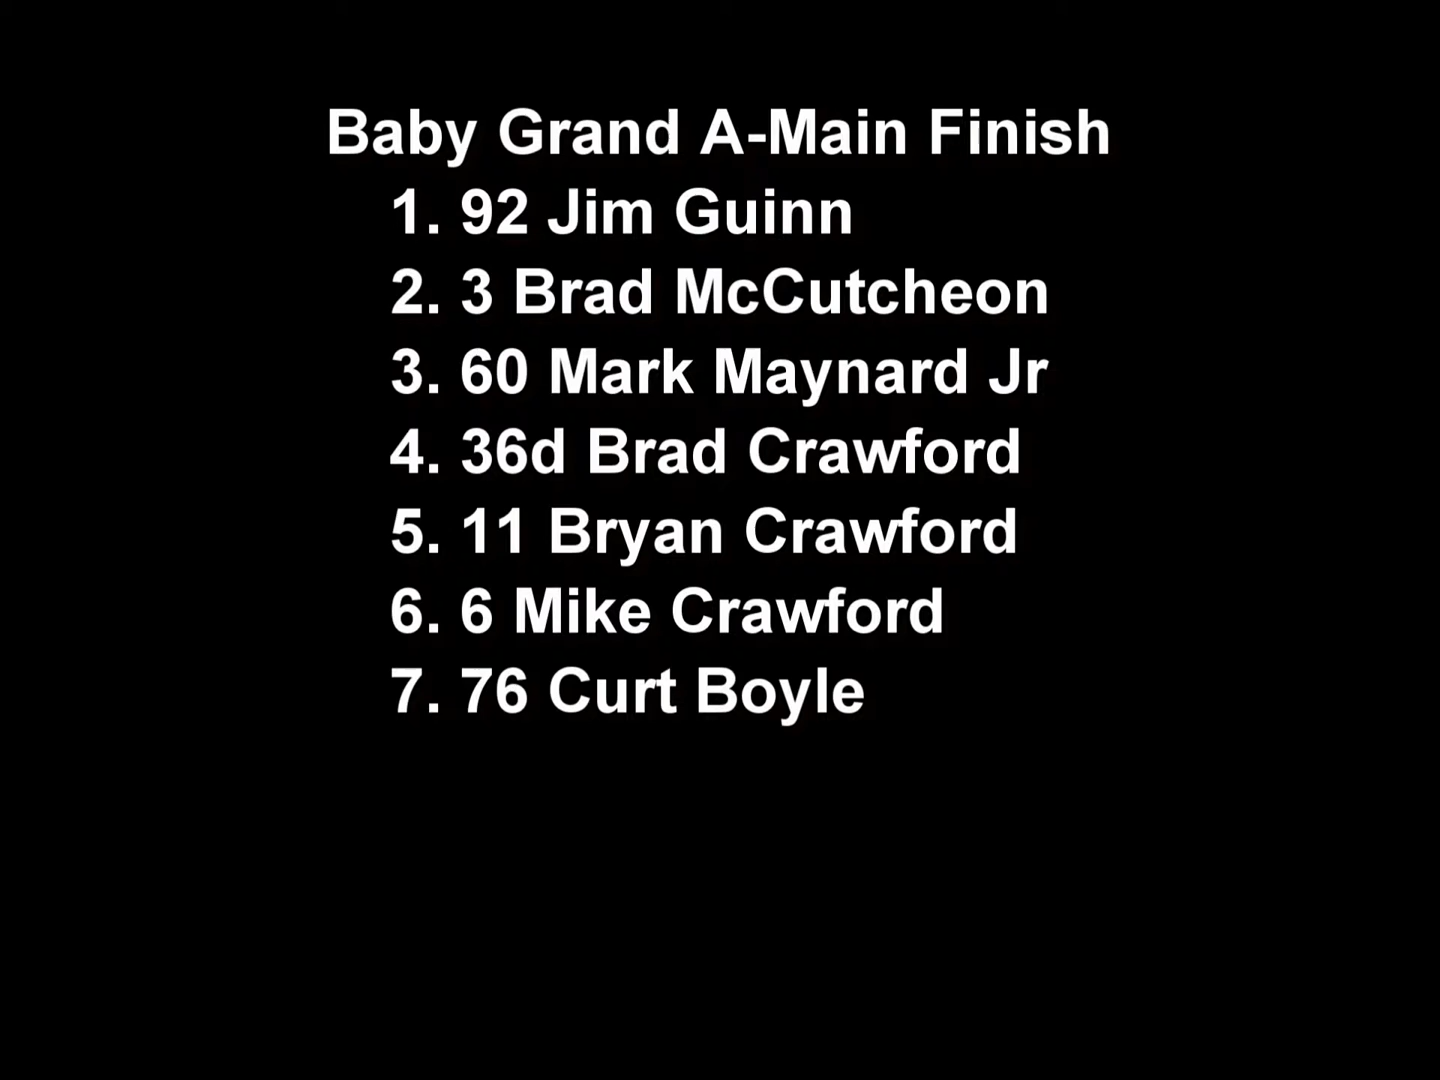 Baby Grand A-Main Finish
1. 92 Jim Guinn
2. 3 Brad McCutcheon
3. 60 Mark Maynard Jr
4. 36d Brad Crawford
5. 11 Bryan Crawford
6. 6 Mike Crawford
7. 76 Curt Boyle